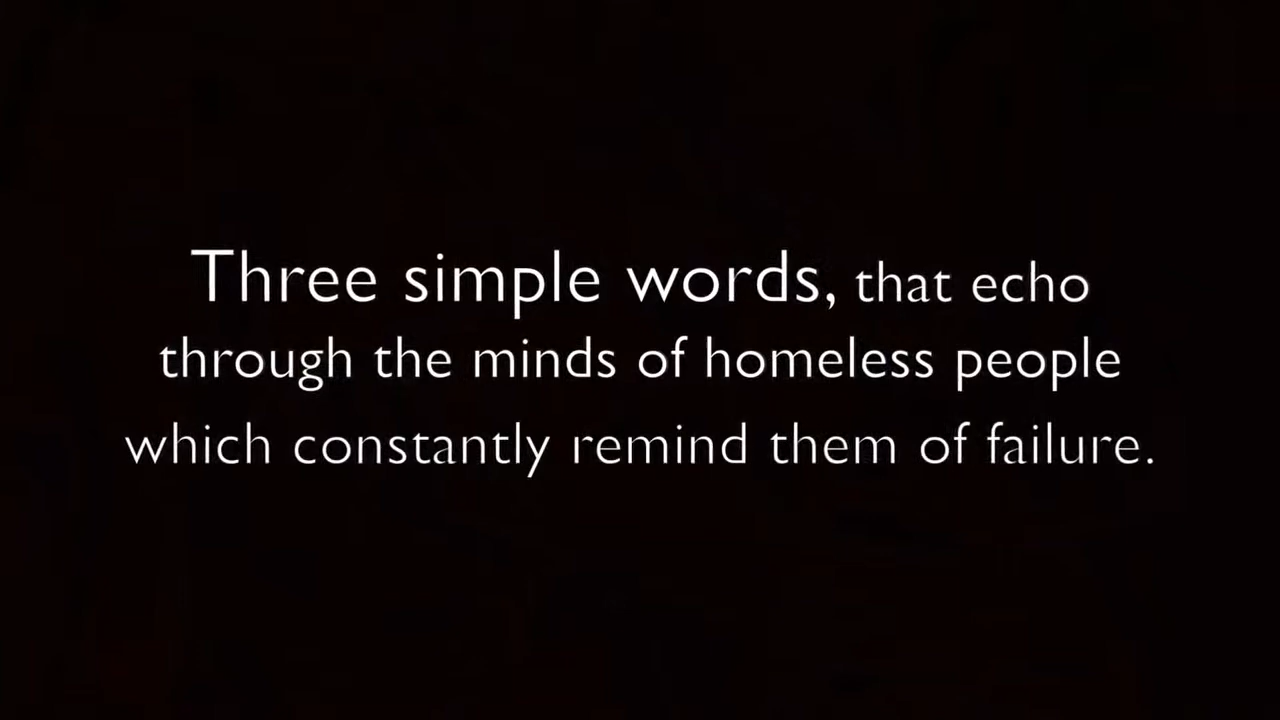 Three simple words, that echo
through the minds of homeless people
which constantly remind them of failure.